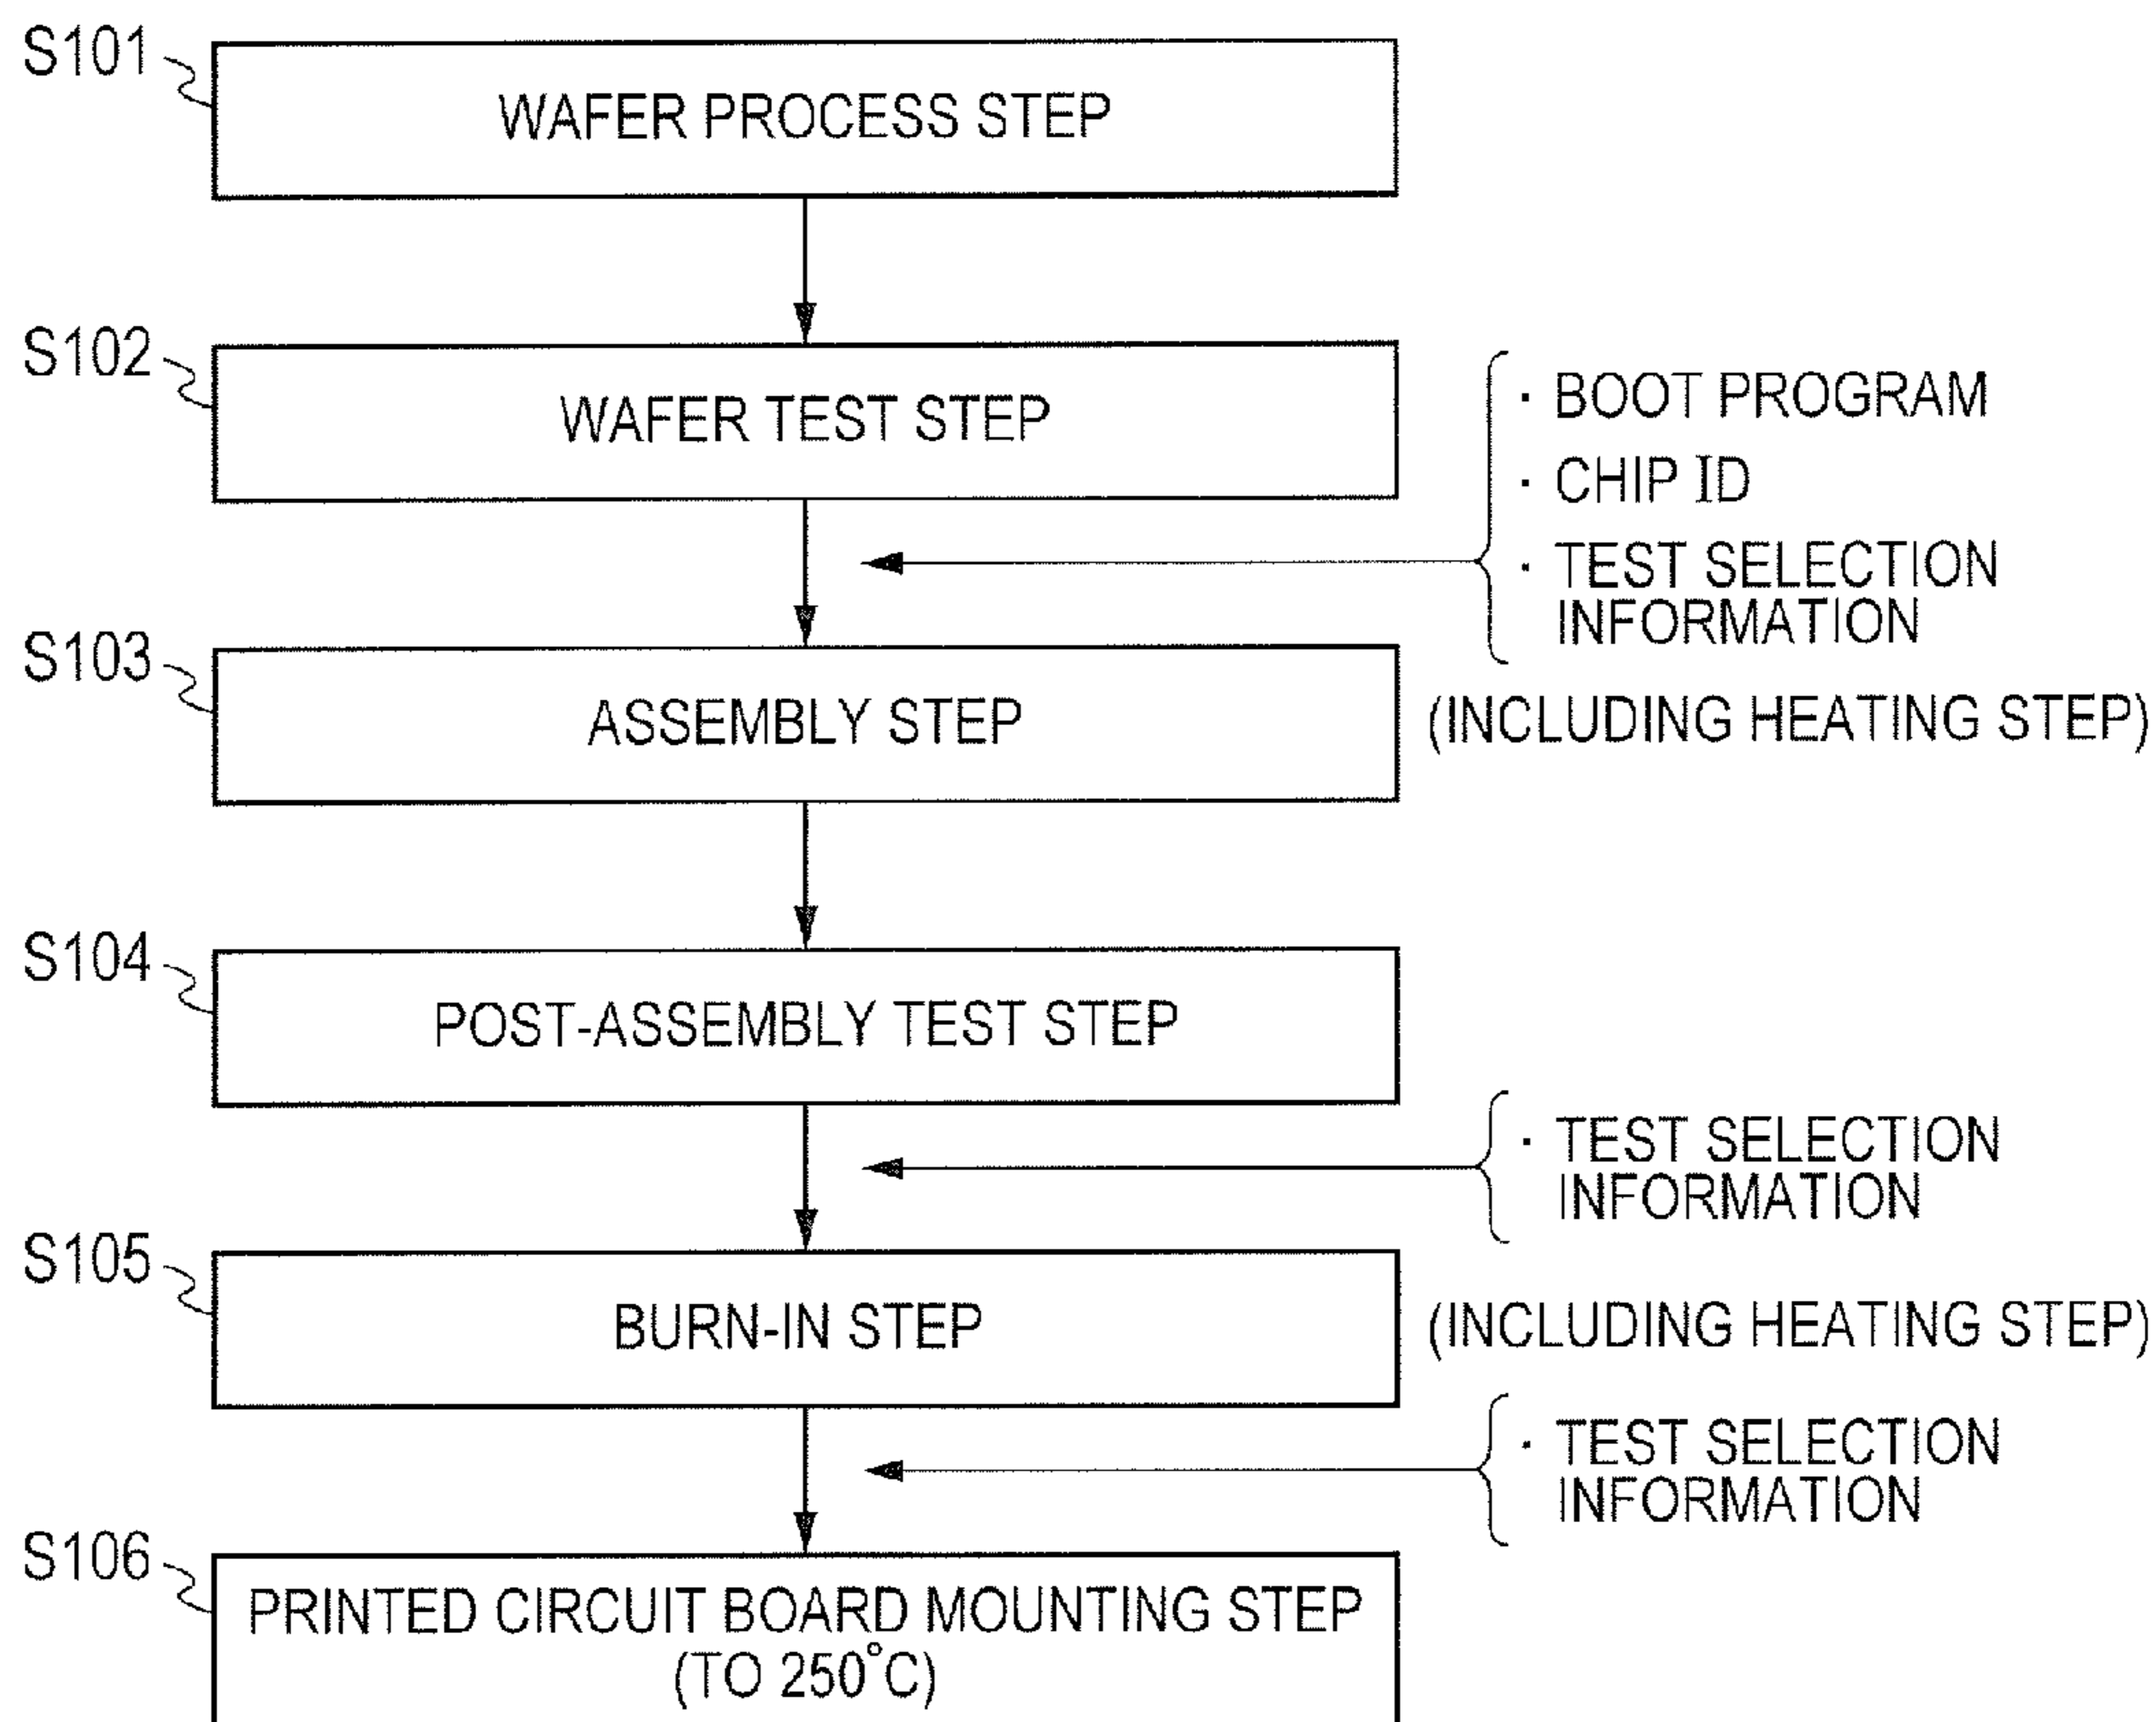 S101
WAFER PROCESS STEP
S102
WAFER TEST STEP
· BOOT PROGRAM
· CHIP ID
· TEST SELECTION
INFORMATION
S103
ASSEMBLY STEP
(INCLUDING HEATING STEP)
S104
POST-ASSEMBLY TEST STEP
· TEST SELECTION
INFORMATION
S105
BURN-IN STEP
(INCLUDING HEATING STEP)
· TEST SELECTION
INFORMATION
S106
PRINTED CIRCUIT BOARD MOUNTING STEP
(TO 250°C)